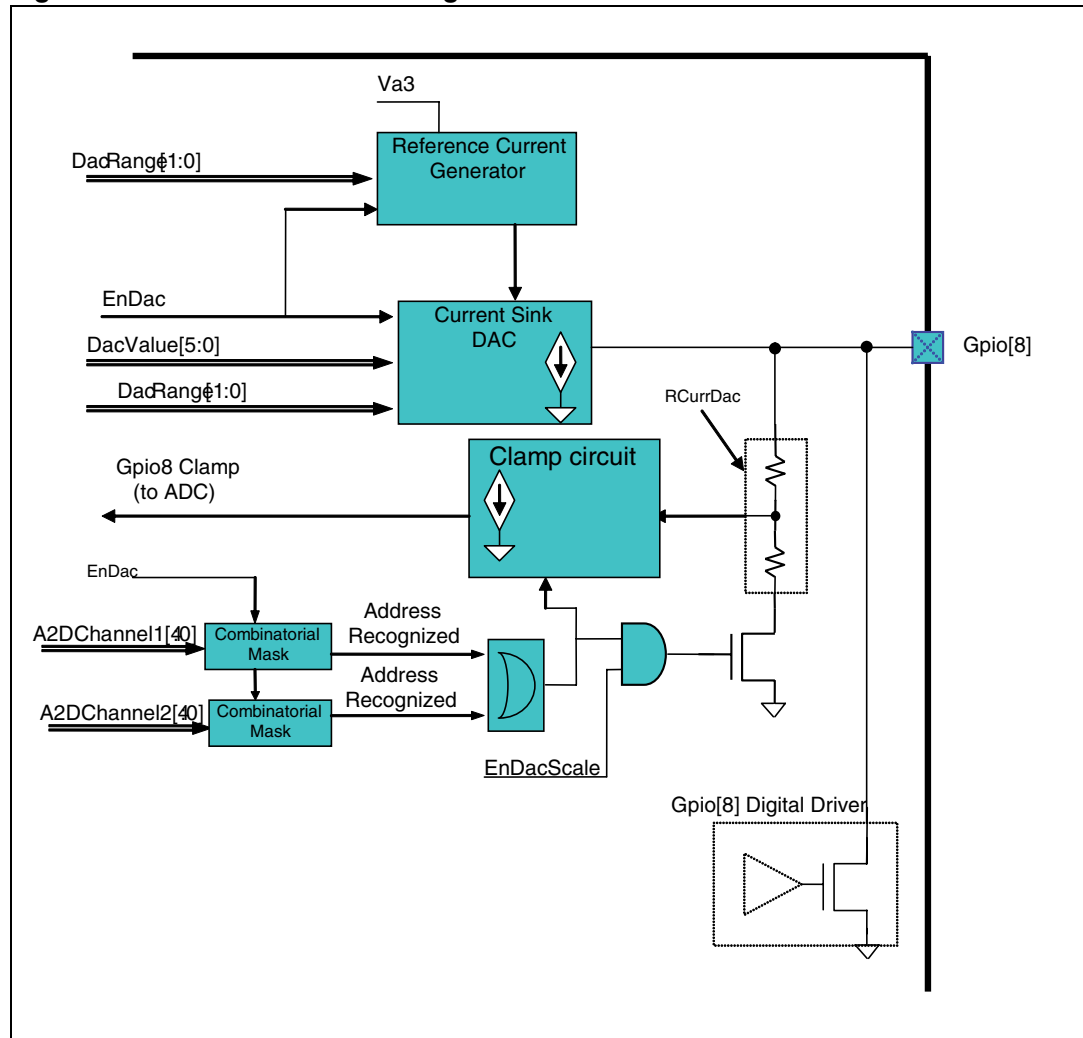 Va3
Reference Current
Generator
DacRange[1:0]
EnDac
Current Sink
DAC
DacValue[5:0]
DacRange[1:0]
Gpio[8]
RCurrDac
Clamp circuit
Gpio8 Clamp
(to ADC)
EnDac
A2DChannel1[4:0]
Combinatorial
Mask
Address
Recognized
A2DChannel2[4:0]
Combinatorial
Mask
Address
Recognized
EnDacScale
Gpio[8] Digital Driver